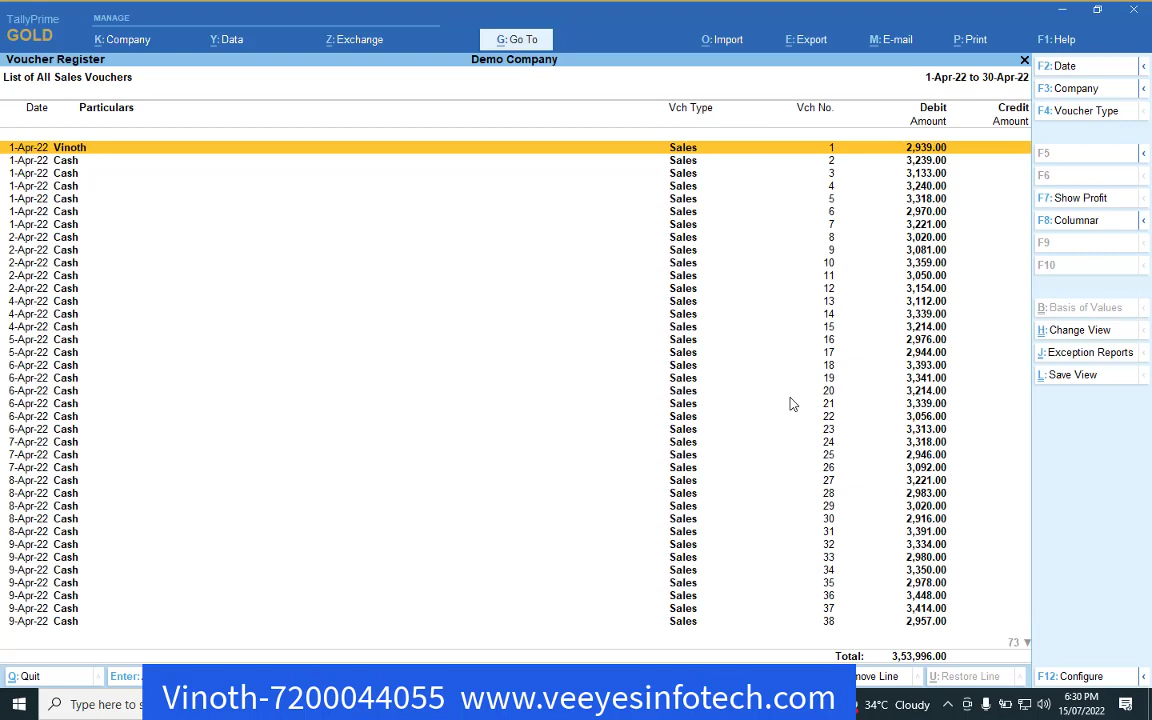 TallyPrime
GOLD
MANAGE
K: Company
Y: Data
Z: Exchange
G: Go To
O: Import
E: Export
M: E-mail
P: Print
F1: Help
Voucher Register
Demo Company
List of All Sales Vouchers
1-Apr-22 to 30-Apr-22
Date Particulars Vch Type Vch No. Debit Credit
Amount Amount
1-Apr-22 Vinoth Sales 1 2,939.00
1-Apr-22 Cash Sales 2 3,239.00
1-Apr-22 Cash Sales 3 3,133.00
1-Apr-22 Cash Sales 4 3,240.00
1-Apr-22 Cash Sales 5 3,318.00
1-Apr-22 Cash Sales 6 2,970.00
1-Apr-22 Cash Sales 7 3,221.00
2-Apr-22 Cash Sales 8 3,020.00
2-Apr-22 Cash Sales 9 3,081.00
2-Apr-22 Cash Sales 10 3,359.00
2-Apr-22 Cash Sales 11 3,050.00
2-Apr-22 Cash Sales 12 3,154.00
4-Apr-22 Cash Sales 13 3,112.00
4-Apr-22 Cash Sales 14 3,339.00
4-Apr-22 Cash Sales 15 3,214.00
5-Apr-22 Cash Sales 16 2,976.00
5-Apr-22 Cash Sales 17 2,944.00
6-Apr-22 Cash Sales 18 3,393.00
6-Apr-22 Cash Sales 19 3,341.00
6-Apr-22 Cash Sales 20 3,214.00
6-Apr-22 Cash Sales 21 3,339.00
6-Apr-22 Cash Sales 22 3,056.00
6-Apr-22 Cash Sales 23 3,313.00
7-Apr-22 Cash Sales 24 3,318.00
7-Apr-22 Cash Sales 25 2,946.00
7-Apr-22 Cash Sales 26 3,092.00
8-Apr-22 Cash Sales 27 3,221.00
8-Apr-22 Cash Sales 28 2,983.00
8-Apr-22 Cash Sales 29 3,020.00
8-Apr-22 Cash Sales 30 2,916.00
8-Apr-22 Cash Sales 31 3,391.00
9-Apr-22 Cash Sales 32 3,334.00
9-Apr-22 Cash Sales 33 2,980.00
9-Apr-22 Cash Sales 34 3,350.00
9-Apr-22 Cash Sales 35 2,978.00
9-Apr-22 Cash Sales 36 3,448.00
9-Apr-22 Cash Sales 37 3,414.00
9-Apr-22 Cash Sales 38 2,957.00
73
Total: 3,53,996.00
F2: Date
F3: Company
F4: Voucher Type
F5
F6
F7: Show Profit
F8: Columnar
F9
F10
B: Basis of Values
H: Change View
J: Exception Reports
L: Save View
F12: Configure
Q: Quit
Enter:
ove Line
U: Restore Line
Vinoth-7200044055 www.veeyesinfotech.com
Type here to s
34°C Cloudy
6:30 PM
15/07/2022